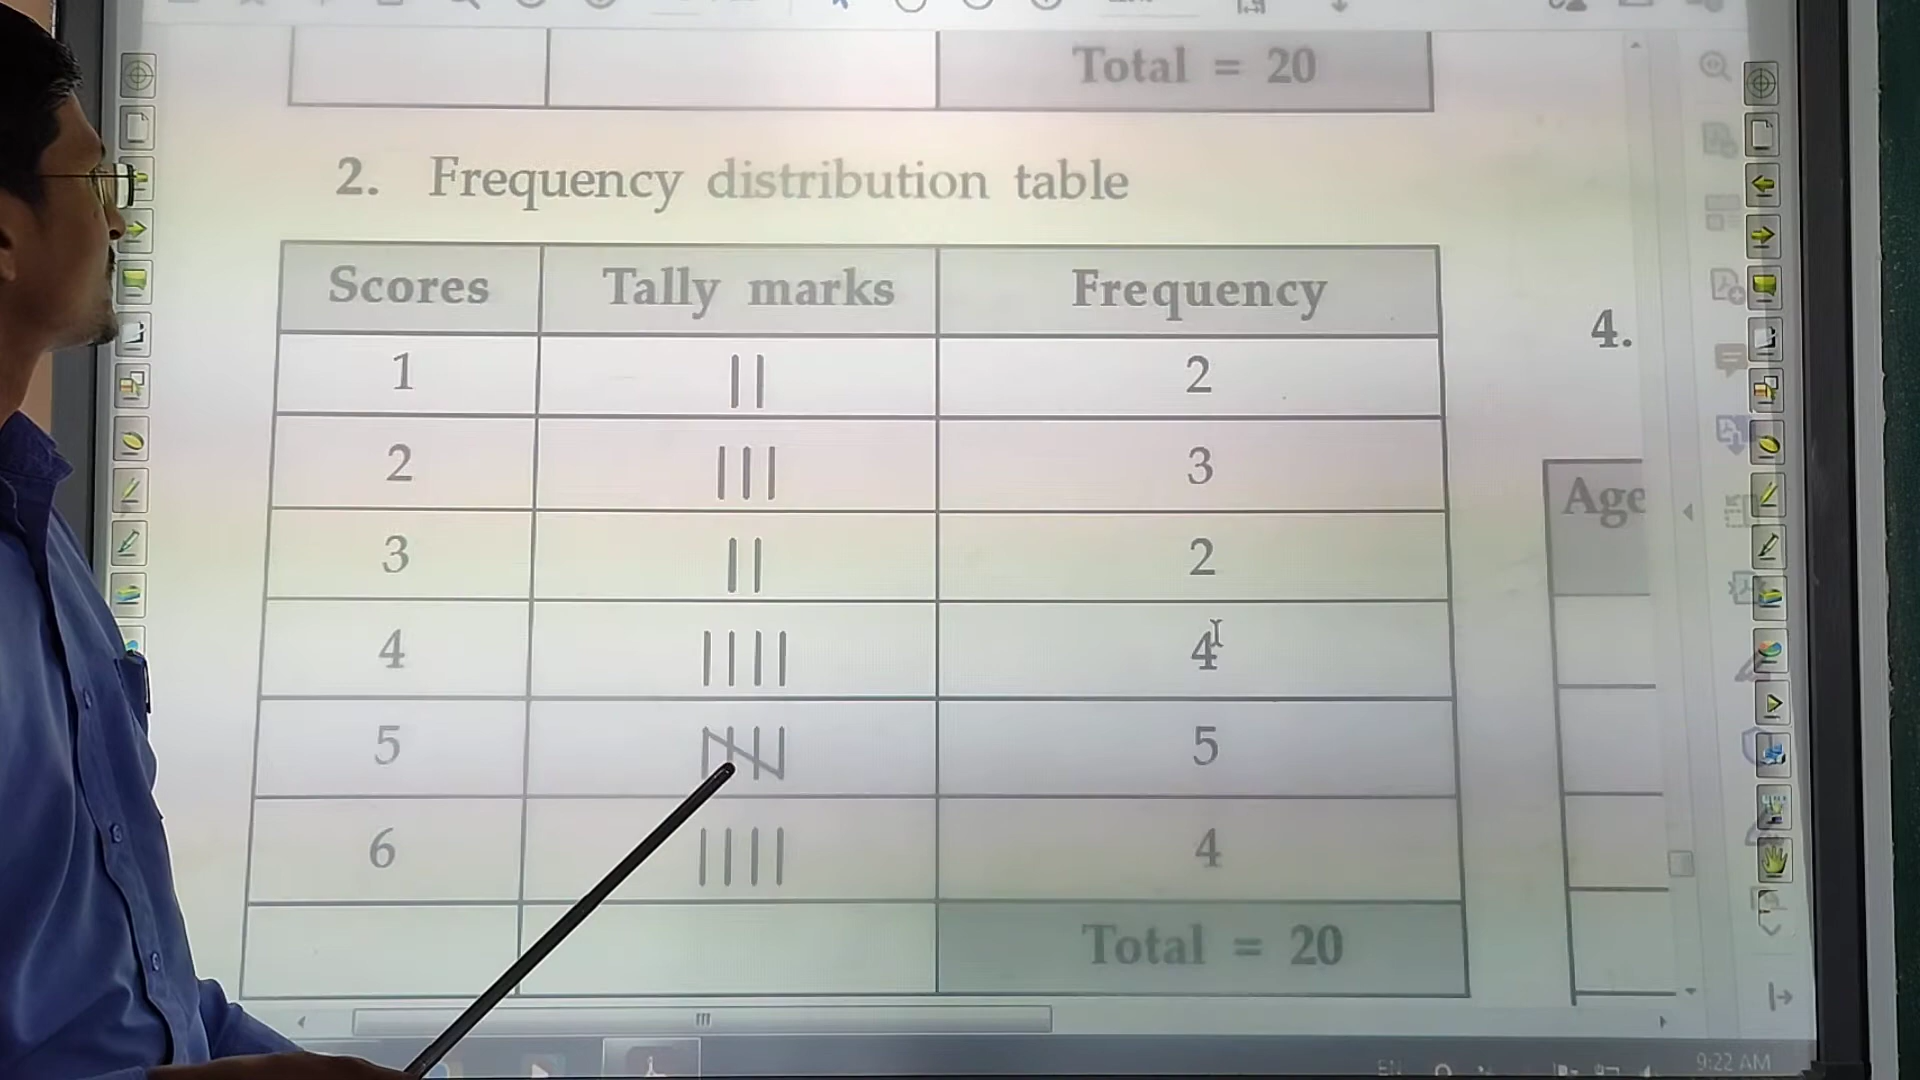 Total = 20
2. Frequency distribution table
Scores Tally marks Frequency
1 || 2
2 ||| 3
3 || 2
4 |||| 4
5 5
6 |||| 4
Total = 20
4.
Age
EN 9:22 AM